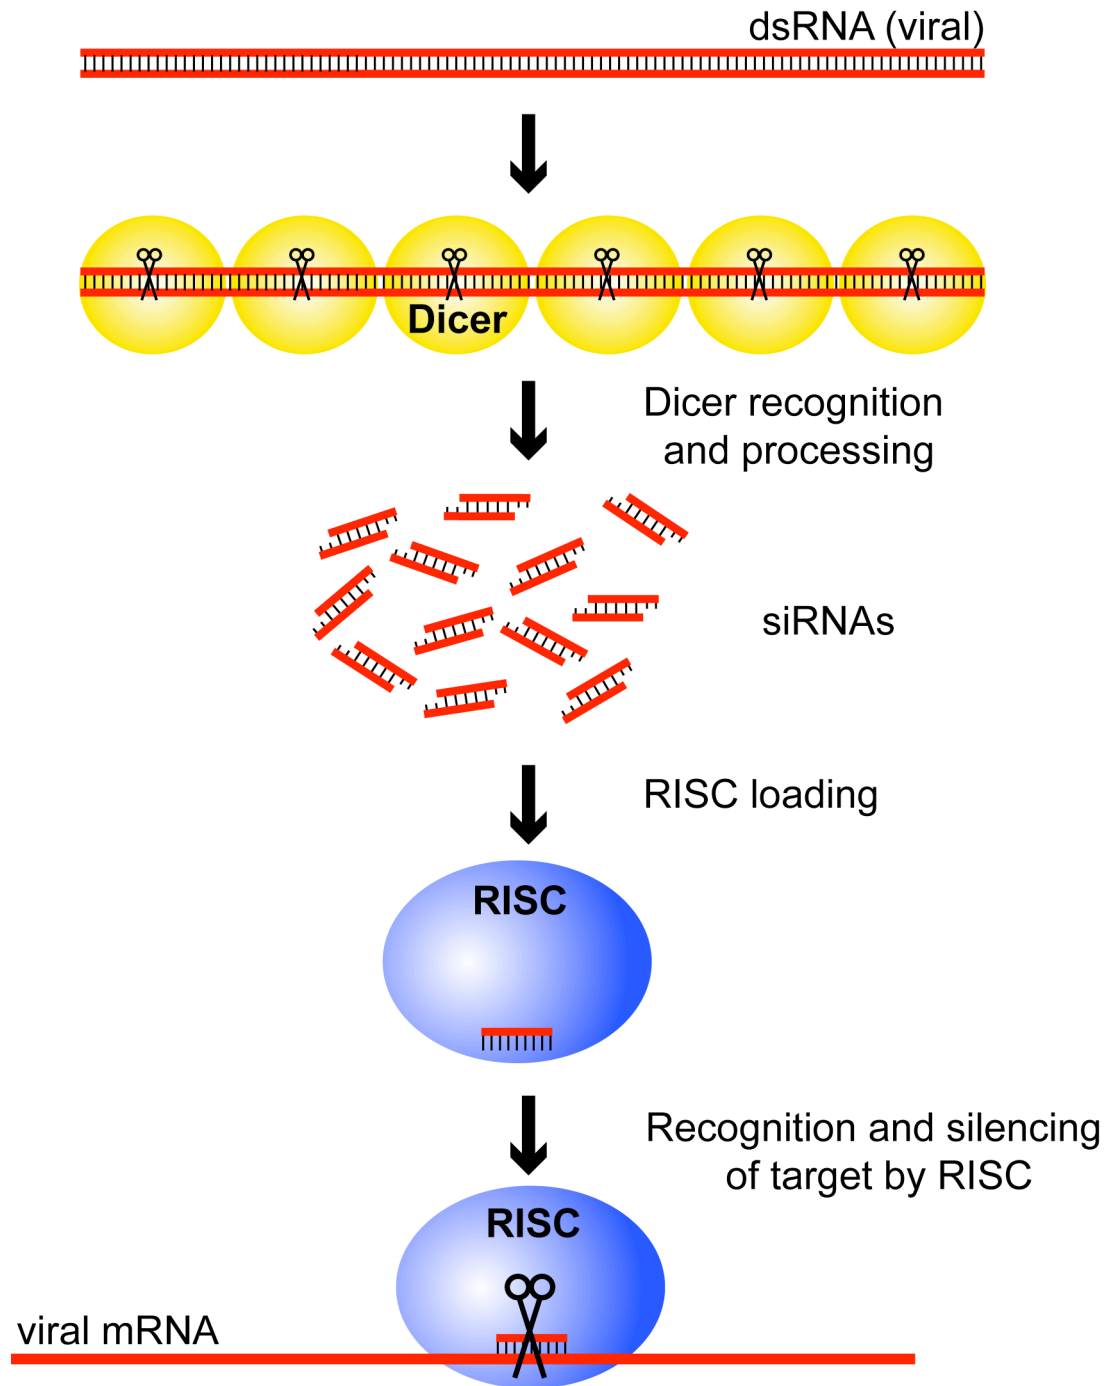 dsRNA (viral)
Dicer
Dicer recognition
and processing
siRNAs
RISC loading
RISC
Recognition and silencing
of target by RISC
RISC
viral mRNA